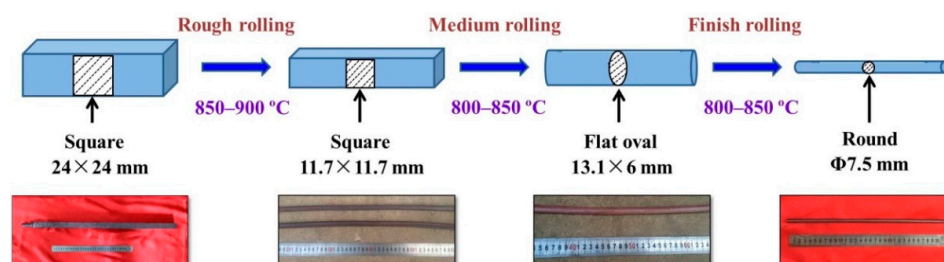 Rough rolling
Medium rolling
Finish rolling
850–900 ºC
800–850 ºC
800–850 ºC
Square
24×24 mm
Square
11.7×11.7 mm
Flat oval
13.1×6 mm
Round
Φ7.5 mm